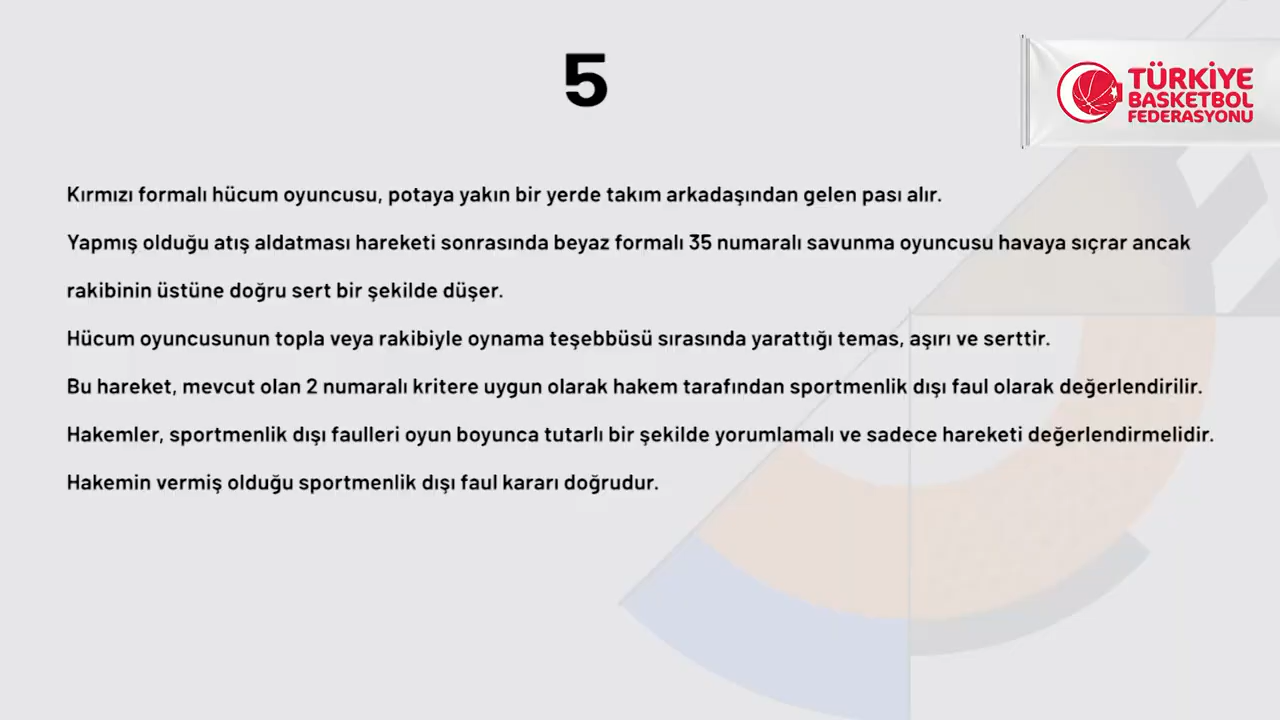 5
TÜRKİYE
BASKETBOL
FEDERASYONU
Kırmızı formalı hücum oyuncusu, potaya yakın bir yerde takım arkadaşından gelen pası alır.
Yapmış olduğu atış aldatması hareketi sonrasında beyaz formalı 35 numaralı savunma oyuncusu havaya sıçrar ancak
rakibinin üstüne doğru sert bir şekilde düşer.
Hücum oyuncusunun topla veya rakibiyle oynama teşebbüsü sırasında yarattığı temas, aşırı ve serttir.
Bu hareket, mevcut olan 2 numaralı kritere uygun olarak hakem tarafından sportmenlik dışı faul olarak değerlendirilir.
Hakemler, sportmenlik dışı faulleri oyun boyunca tutarlı bir şekilde yorumlamalı ve sadece hareketi değerlendirmelidir.
Hakemin vermiş olduğu sportmenlik dışı faul kararı doğrudur.